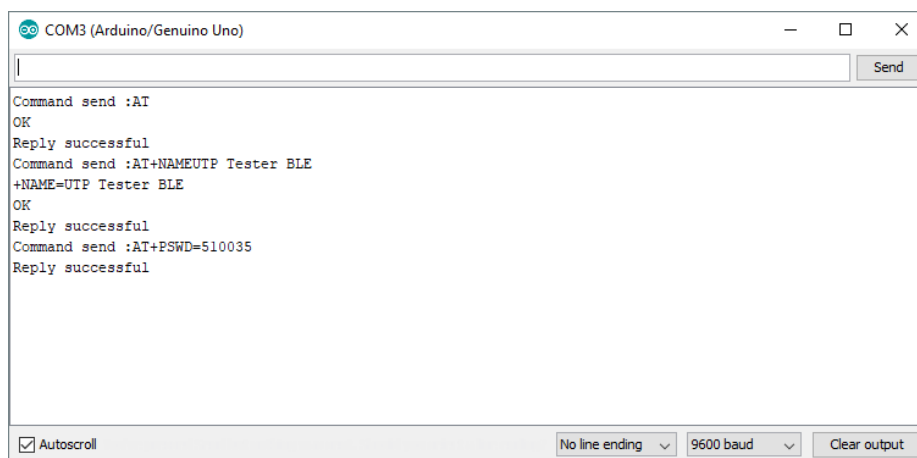 COM3 (Arduino/Genuino Uno)
Send
Command send :AT
OK
Reply successful
Command send :AT+NAMEUTP Tester BLE
+NAME=UTP Tester BLE
OK
Reply successful
Command send :AT+PSWD=510035
Reply successful
Autoscroll No line ending 9600 baud Clear output